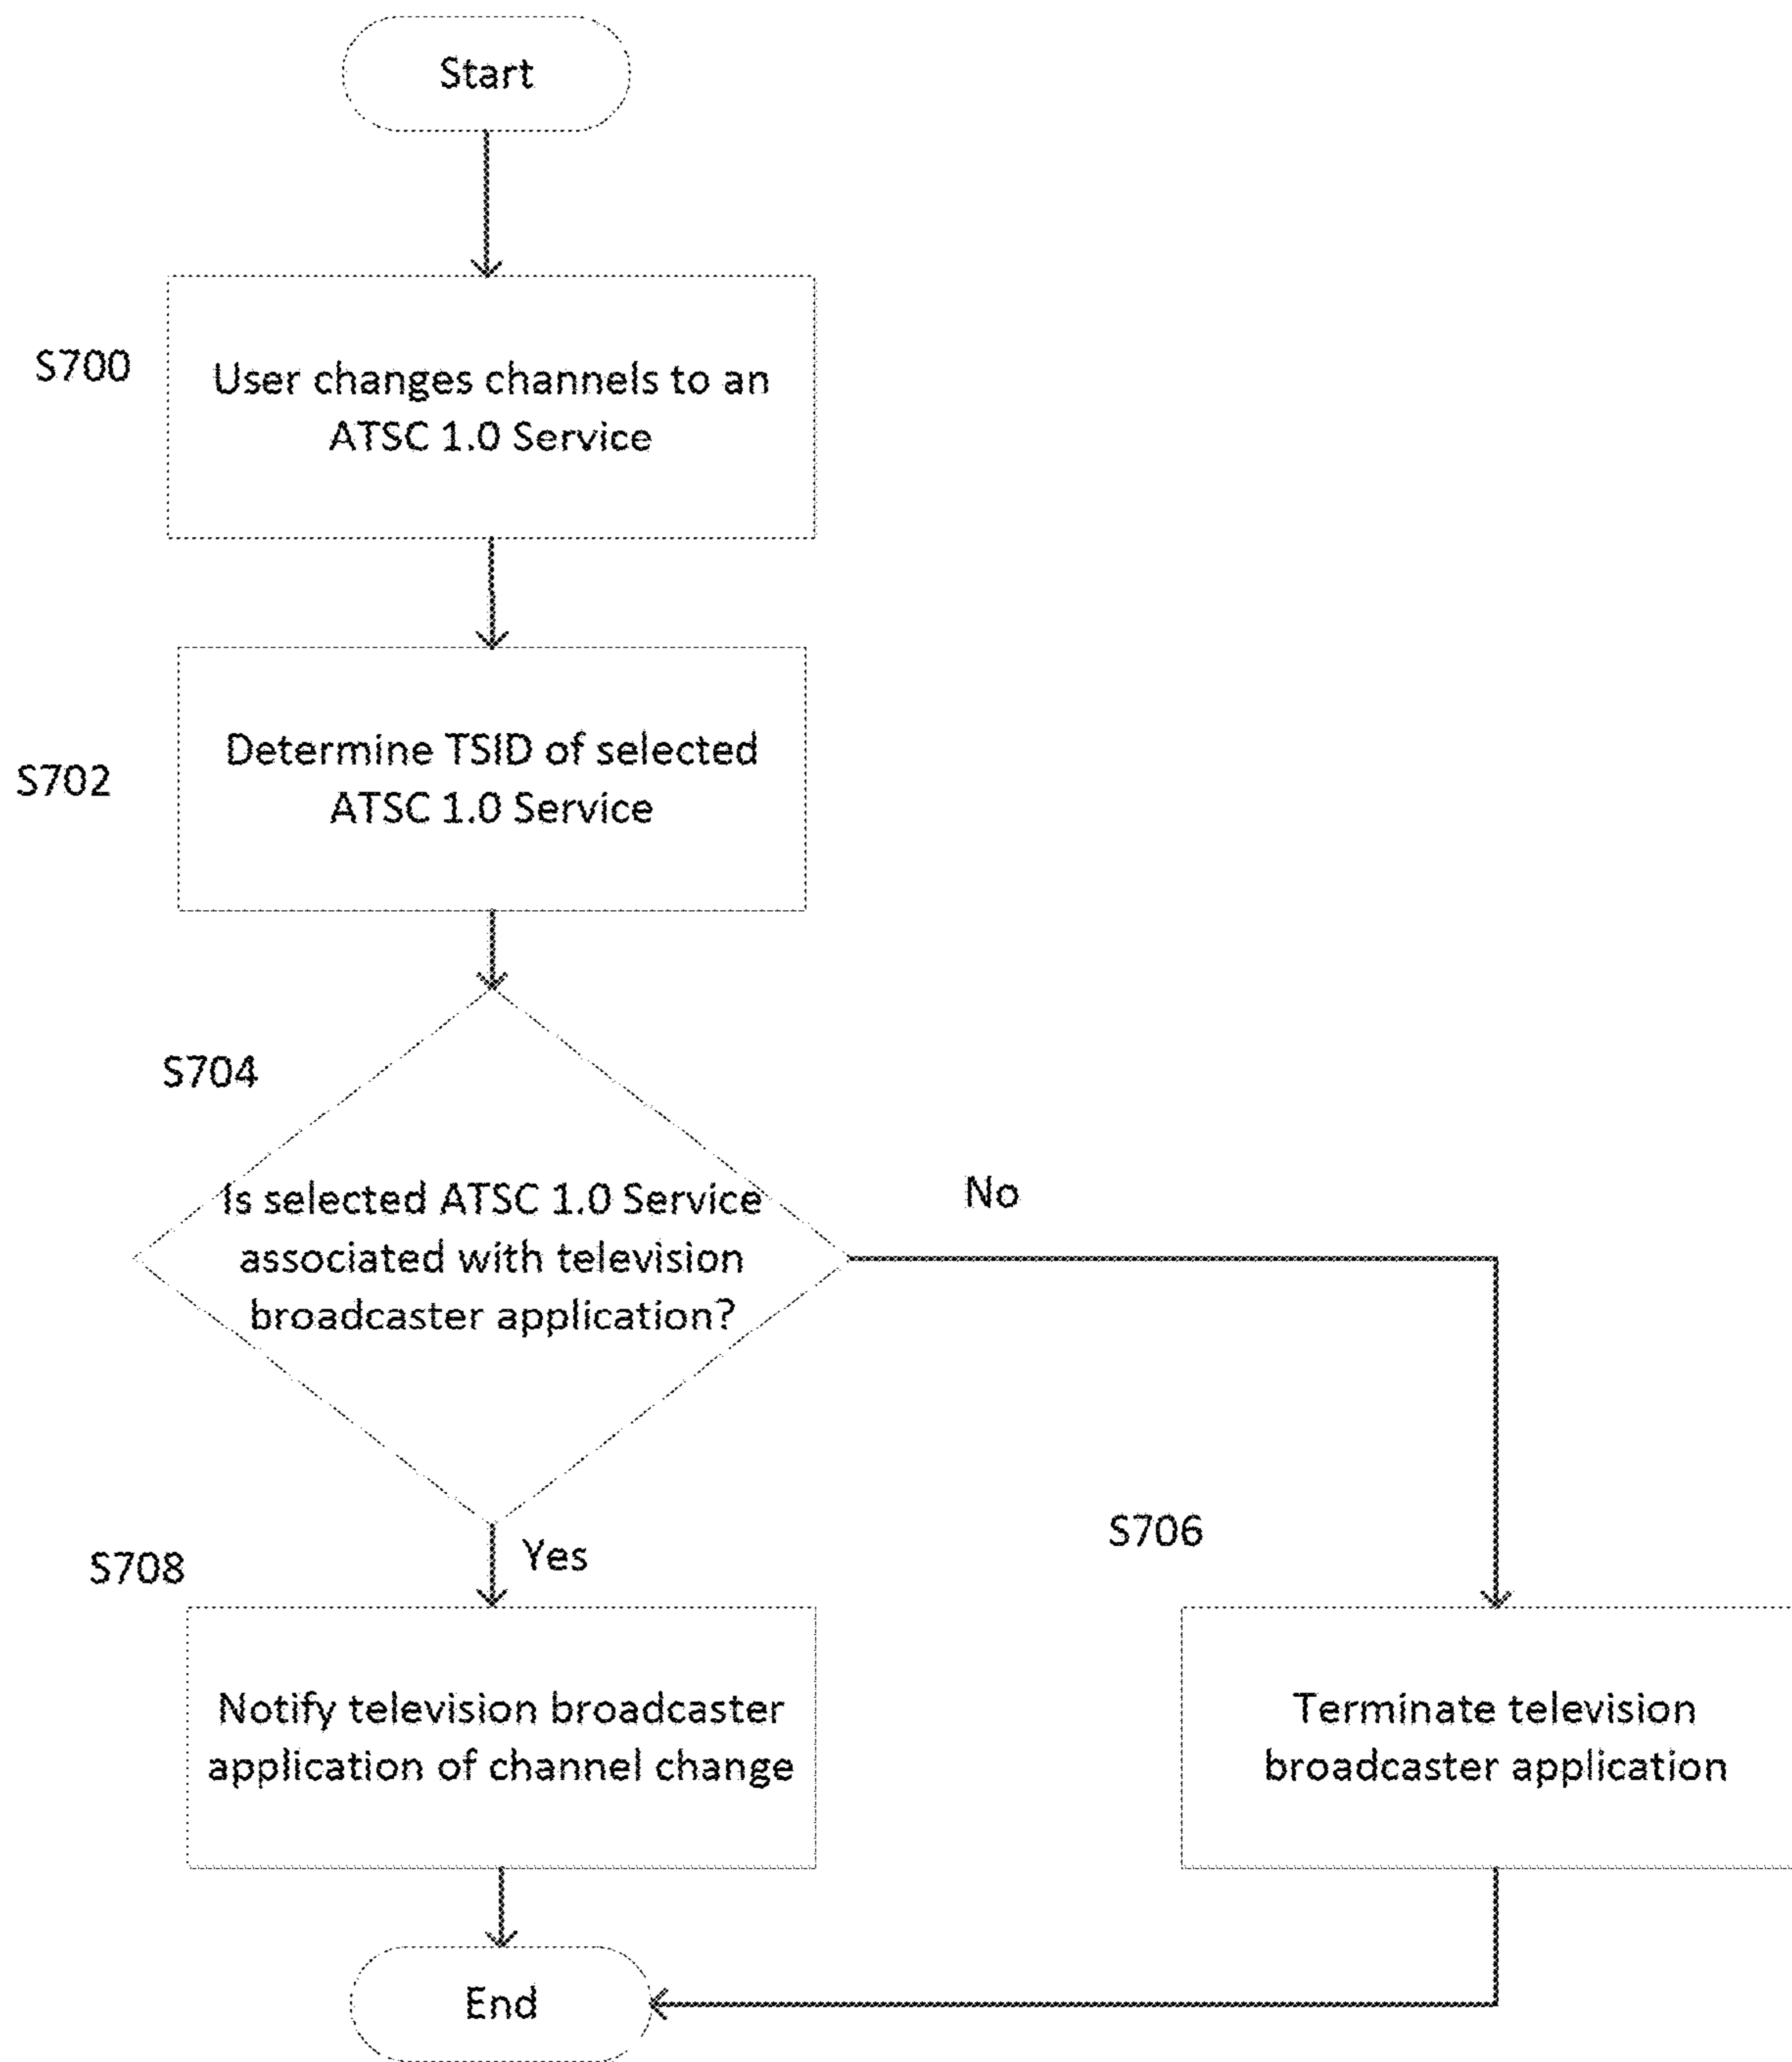 Start
S700
User changes channels to an
ATSC 1.0 Service
S702
Determine TSID of selected
ATSC 1.0 Service
S704
Is selected ATSC 1.0 Service
associated with television
broadcaster application?
No
Yes
S706
S708
Notify television broadcaster
application of channel change
Terminate television
broadcaster application
End